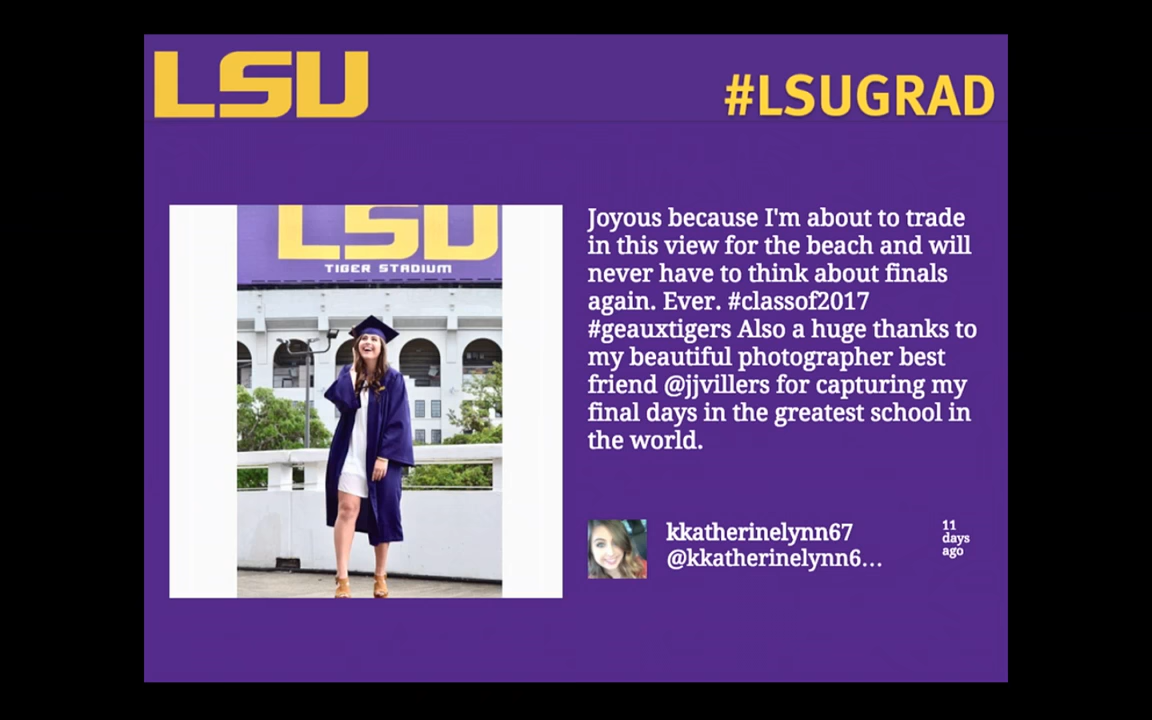 LSU
#LSUGRAD
LSU
TIGER STADIUM
Joyous because I'm about to trade
in this view for the beach and will
never have to think about finals
again. Ever. #classof2017
#geauxtigers Also a huge thanks to
my beautiful photographer best
friend @jjvillers for capturing my
final days in the greatest school in
the world.
kkatherinelynn67
@kkatherinelynn6...
11
days
ago